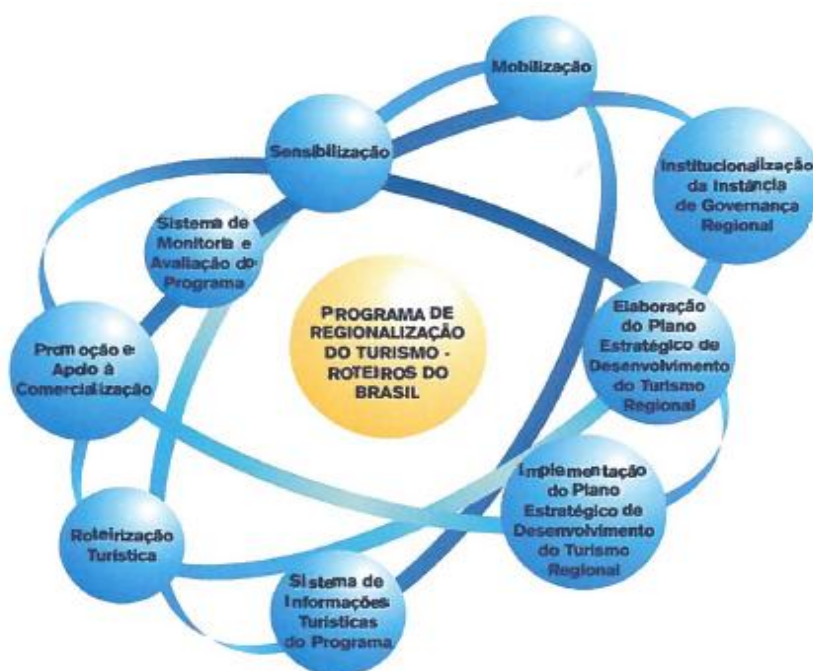 Mobilização
Sensibilização
Institucionalização
da Instância
de Governança
Regional
Sistema de
Monitoria e
Avaliação do
Programa
PROGRAMA DE
REGIONALIZAÇÃO
DO TURISMO -
ROTEIROS DO
BRASIL
Elaboração
do Plano
Estratégico de
Desenvolvimento
do Turismo
Regional
Promoção e
Apoio à
Comercialização
Implementação
do Plano
Estratégico de
Desenvolvimento
do Turismo
Regional
Roteirização
Turística
Sistema de
Informações
Turísticas
do Programa